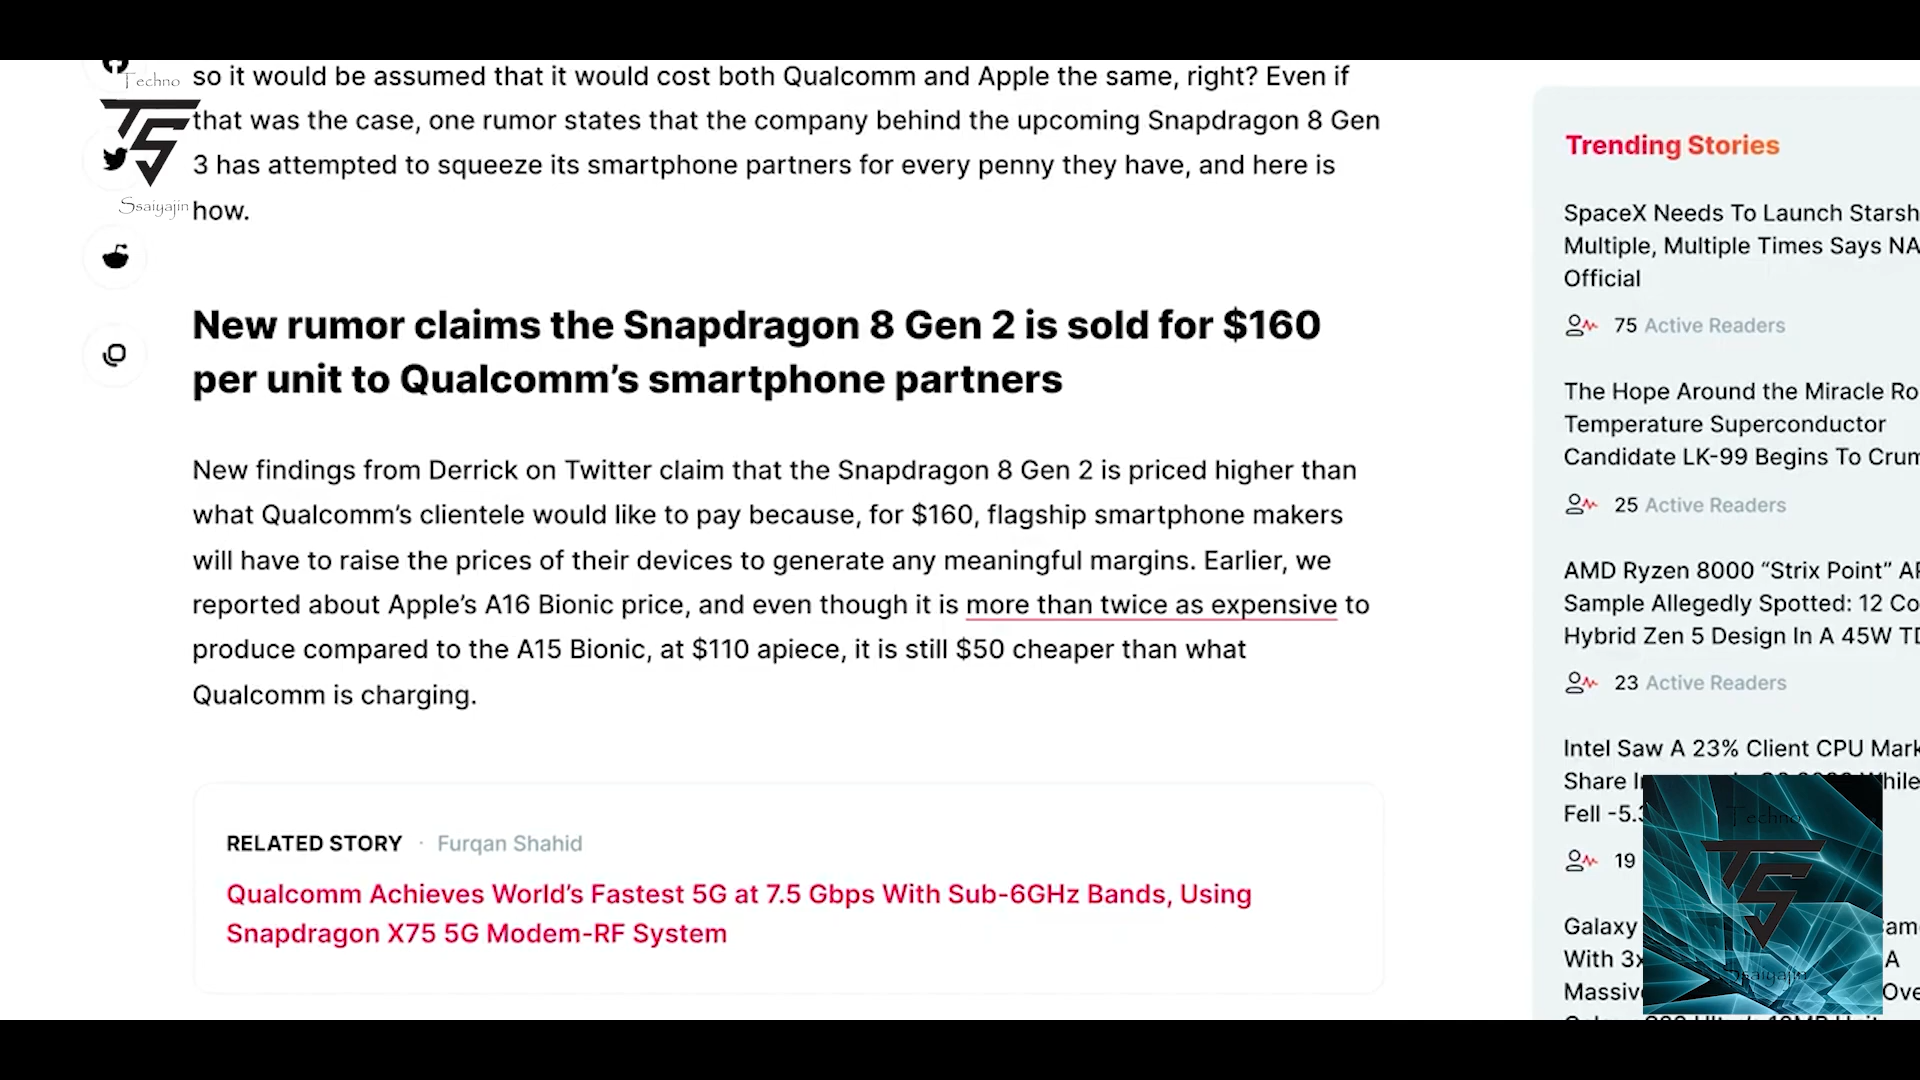 Techno
TS
Ssaiyajin
so it would be assumed that it would cost both Qualcomm and Apple the same, right? Even if
that was the case, one rumor states that the company behind the upcoming Snapdragon 8 Gen
3 has attempted to squeeze its smartphone partners for every penny they have, and here is
how.
New rumor claims the Snapdragon 8 Gen 2 is sold for $160
per unit to Qualcomm’s smartphone partners
New findings from Derrick on Twitter claim that the Snapdragon 8 Gen 2 is priced higher than
what Qualcomm’s clientele would like to pay because, for $160, flagship smartphone makers
will have to raise the prices of their devices to generate any meaningful margins. Earlier, we
reported about Apple’s A16 Bionic price, and even though it is more than twice as expensive to
produce compared to the A15 Bionic, at $110 apiece, it is still $50 cheaper than what
Qualcomm is charging.
RELATED STORY · Furqan Shahid
Qualcomm Achieves World’s Fastest 5G at 7.5 Gbps With Sub-6GHz Bands, Using
Snapdragon X75 5G Modem-RF System
Trending Stories
SpaceX Needs To Launch Starsh
Multiple, Multiple Times Says NA
Official
75 Active Readers
The Hope Around the Miracle Ro
Temperature Superconductor
Candidate LK-99 Begins To Crum
25 Active Readers
AMD Ryzen 8000 “Strix Point” AP
Sample Allegedly Spotted: 12 Co
Hybrid Zen 5 Design In A 45W TD
23 Active Readers
Intel Saw A 23% Client CPU Mark
Share
Fell -5.
19
Galaxy
With 3x
A
Massiv
Ove
Techno
TS
Ssaiyajin